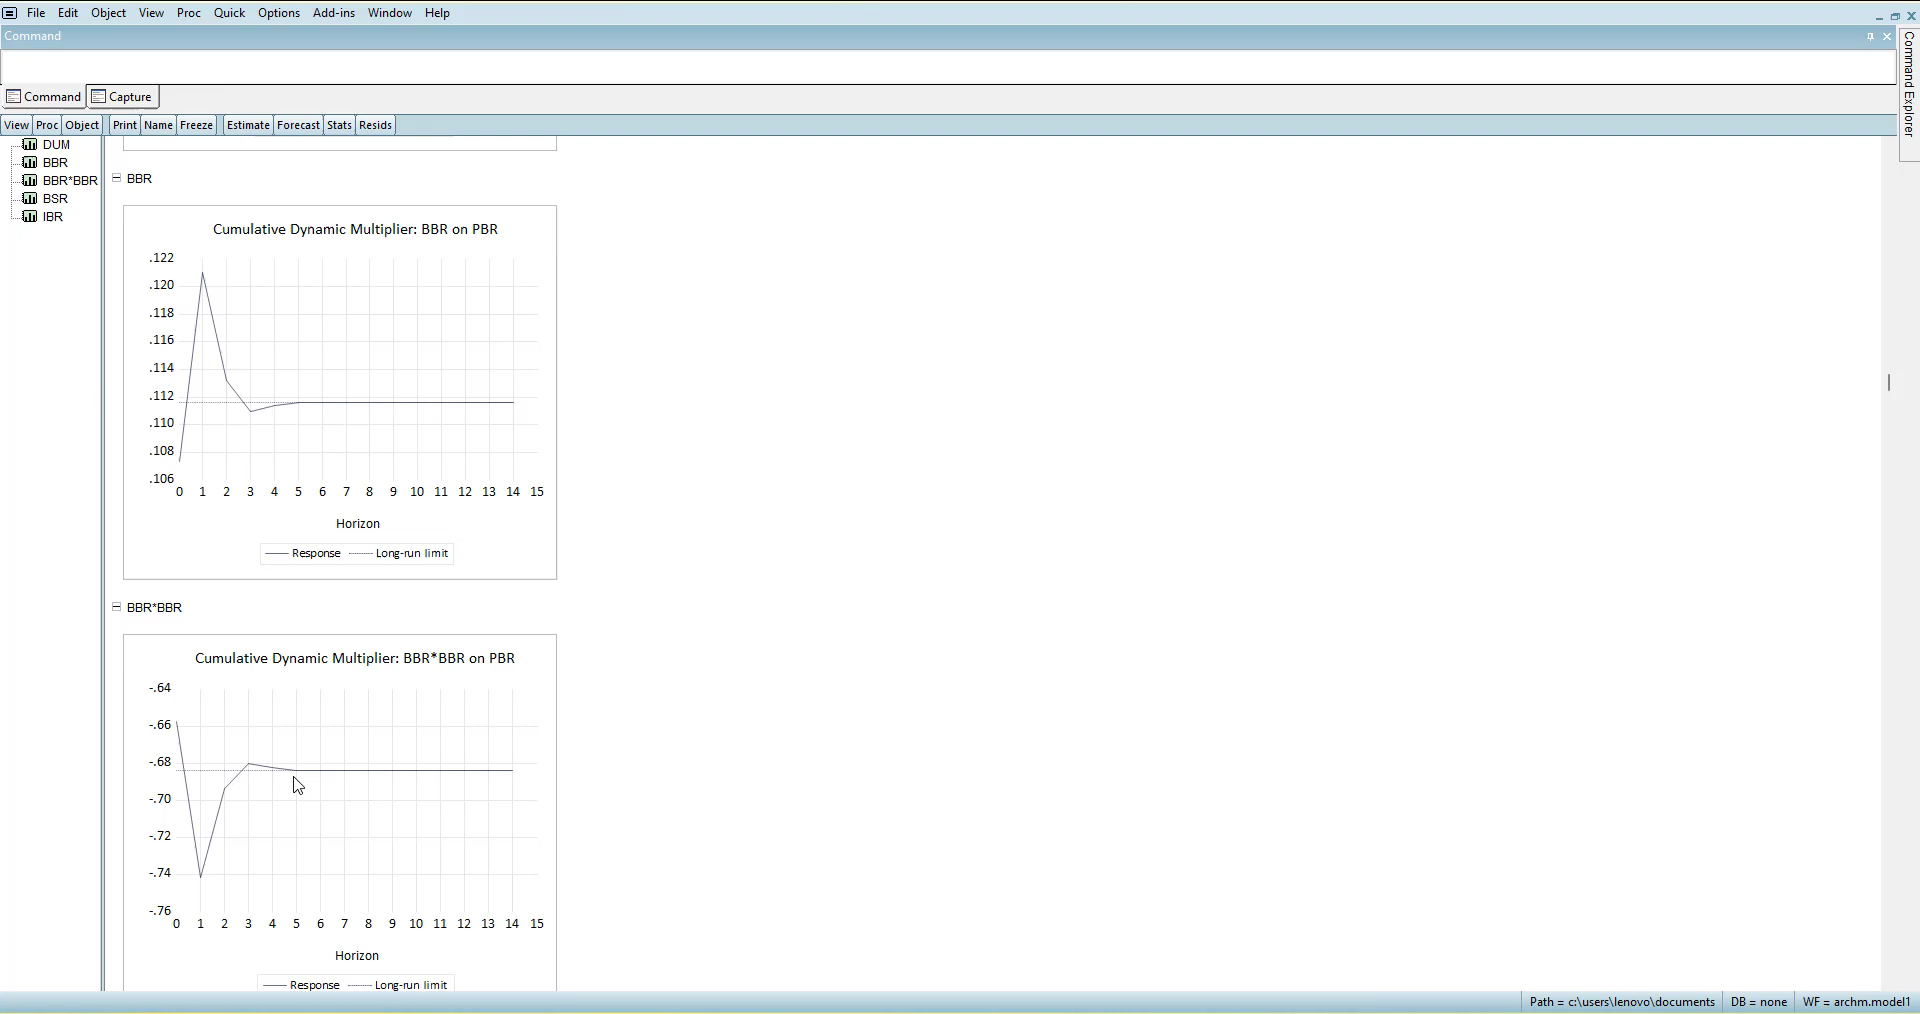 File Edit Object View Proc Quick Options Add-ins Window Help
Command
Command Explorer
Command Capture
View Proc Object Print Name Freeze Estimate Forecast Stats Resids
DUM
BBR
BBR*BBR
BSR
IBR
BBR
Cumulative Dynamic Multiplier: BBR on PBR
.122
.120
.118
.116
.114
.112
.110
.108
.106
0 1 2 3 4 5 6 7 8 9 10 11 12 13 14 15
Horizon
Response Long-run limit
BBR*BBR
Cumulative Dynamic Multiplier: BBR*BBR on PBR
-.64
-.66
-.68
-.70
-.72
-.74
-.76
0 1 2 3 4 5 6 7 8 9 10 11 12 13 14 15
Horizon
Response Long-run limit
Path = c:\users\lenovo\documents DB = none WF = archm.model1